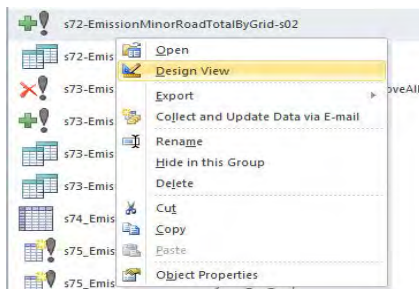 s72-EmissionMinorRoadTotalByGrid-s02
s72-Emis
Open
Design View
s73-Emis
oveAll
Export
s73-Emis
Collect and Update Data via E-mail
s73-Emis
Rename
Hide in this Group
s73-Emis
Delete
s74_Emis
Cut
Copy
s75_Emis
Paste
s75_Emis
Object Properties